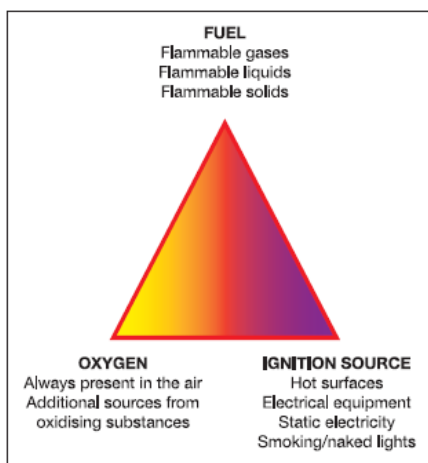 FUEL
Flammable gases
Flammable liquids
Flammable solids
OXYGEN
Always present in the air
Additional sources from
oxidising substances
IGNITION SOURCE
Hot surfaces
Electrical equipment
Static electricity
Smoking/naked lights